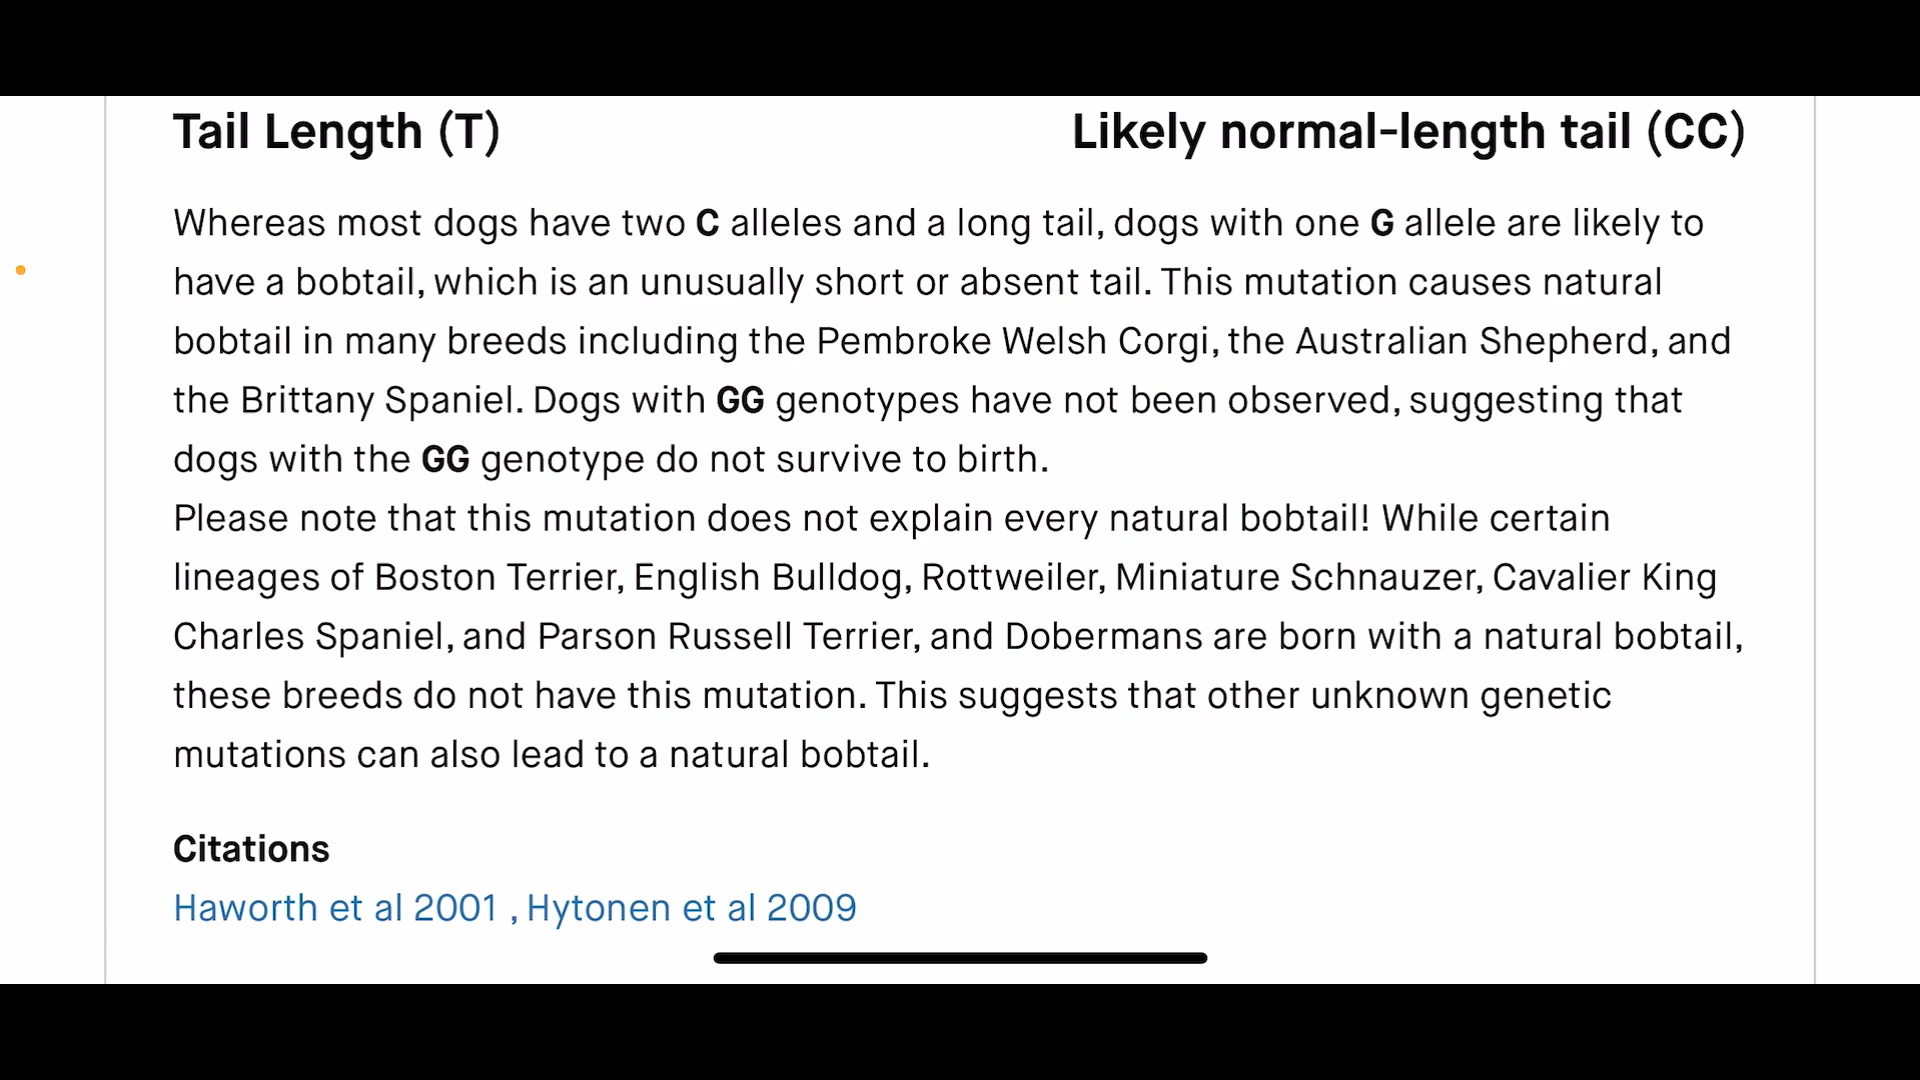 Tail Length (T) Likely normal-length tail (CC)
Whereas most dogs have two C alleles and a long tail, dogs with one G allele are likely to
have a bobtail, which is an unusually short or absent tail. This mutation causes natural
bobtail in many breeds including the Pembroke Welsh Corgi, the Australian Shepherd, and
the Brittany Spaniel. Dogs with GG genotypes have not been observed, suggesting that
dogs with the GG genotype do not survive to birth.
Please note that this mutation does not explain every natural bobtail! While certain
lineages of Boston Terrier, English Bulldog, Rottweiler, Miniature Schnauzer, Cavalier King
Charles Spaniel, and Parson Russell Terrier, and Dobermans are born with a natural bobtail,
these breeds do not have this mutation. This suggests that other unknown genetic
mutations can also lead to a natural bobtail.
Citations
Haworth et al 2001 , Hytonen et al 2009